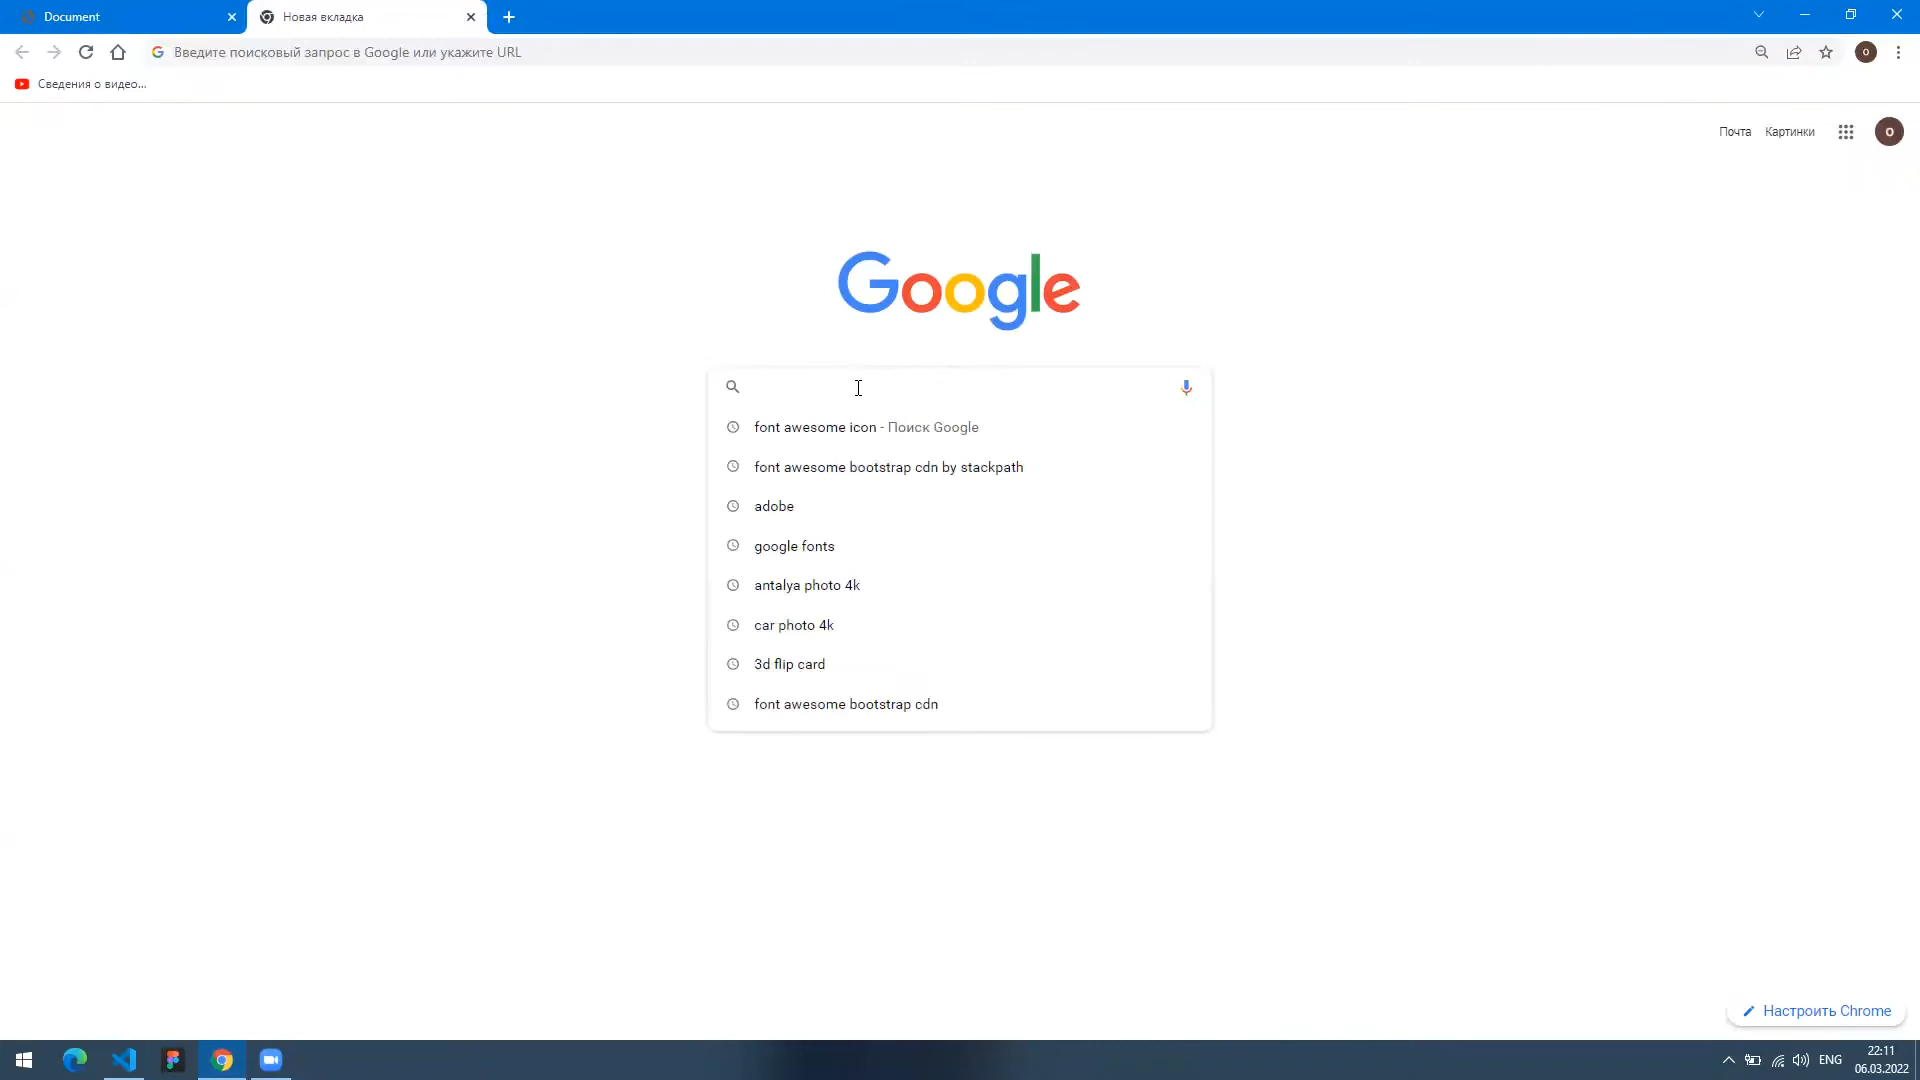 Document
Новая вкладка
Введите поисковый запрос в Google или укажите URL
О
Сведения о видео...
Почта Картинки
О
Google
font awesome icon - Поиск Google
font awesome bootstrap cdn by stackpath
adobe
google fonts
antalya photo 4k
car photo 4k
3d flip card
font awesome bootstrap cdn
Настроить Chrome
ENG
22:11
06.03.2022